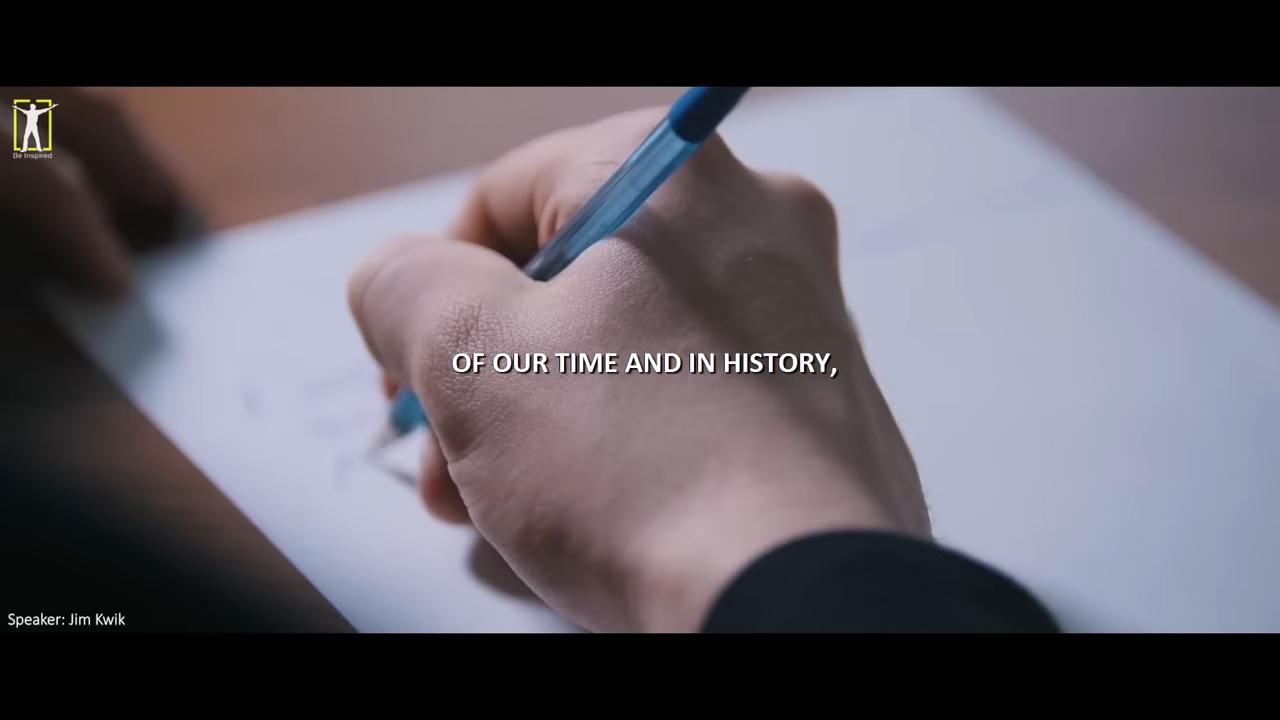 Be Inspired
OF OUR TIME AND IN HISTORY,
Speaker: Jim Kwik